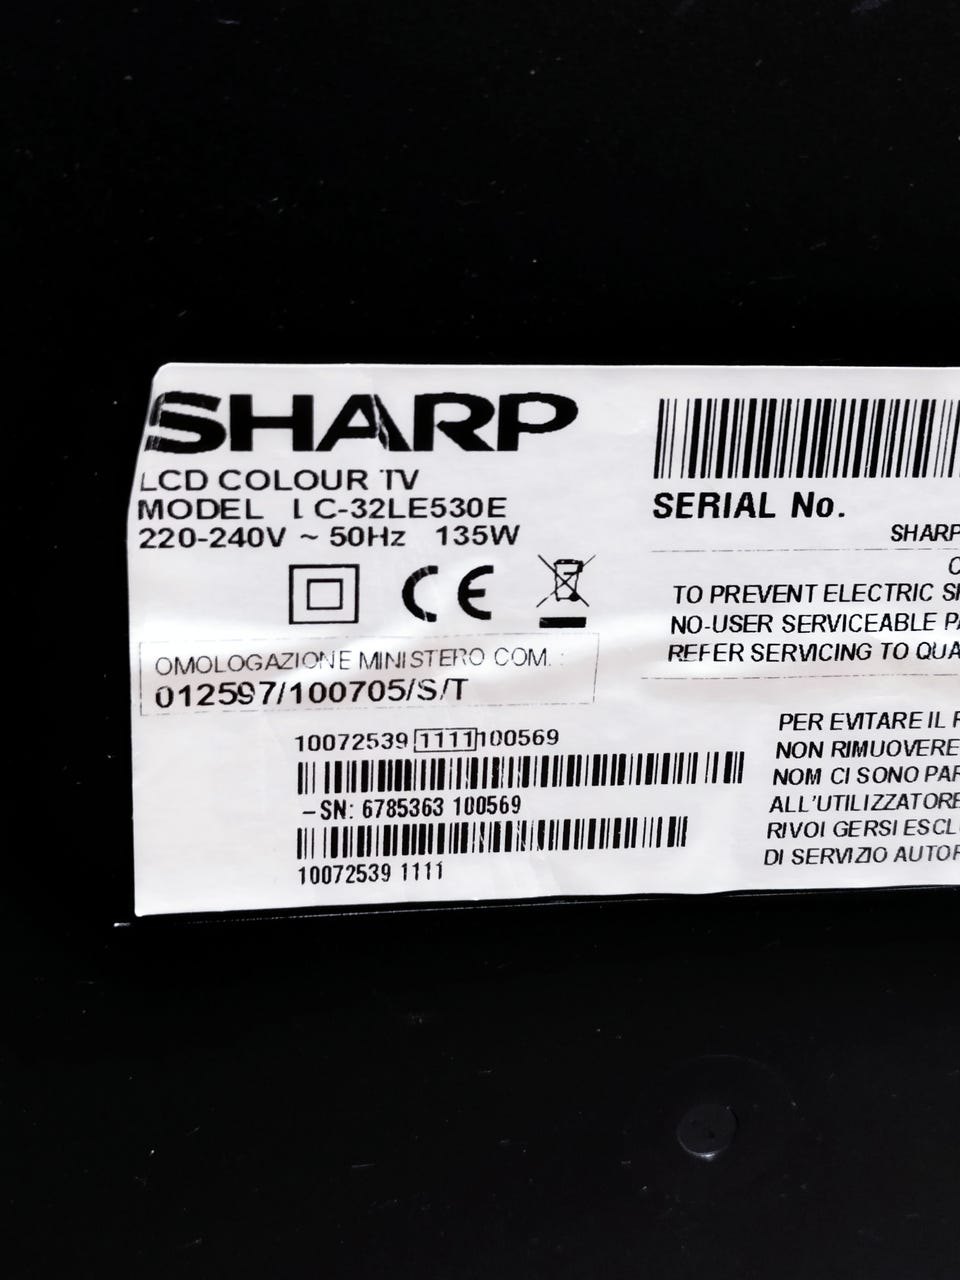 SHARP
LCD COLOUR TV
MODEL LC-32LE530E
220-240V ~ 50Hz 135W
CE
OMOLOGAZIONE MINISTERO COM. :
012597/100705/S/T
10072539 1111 100569
-SN: 6785363 100569
10072539 1111
SERIAL No.
SHARP
TO PREVENT ELECTRIC
NO-USER SERVICEABLE
REFER SERVICING TO
PER EVITARE IL
NON RIMUOVERE
NOM CI SONO
ALL'UTILIZZATORE
RIVOI GERSI
DI SERVIZIO